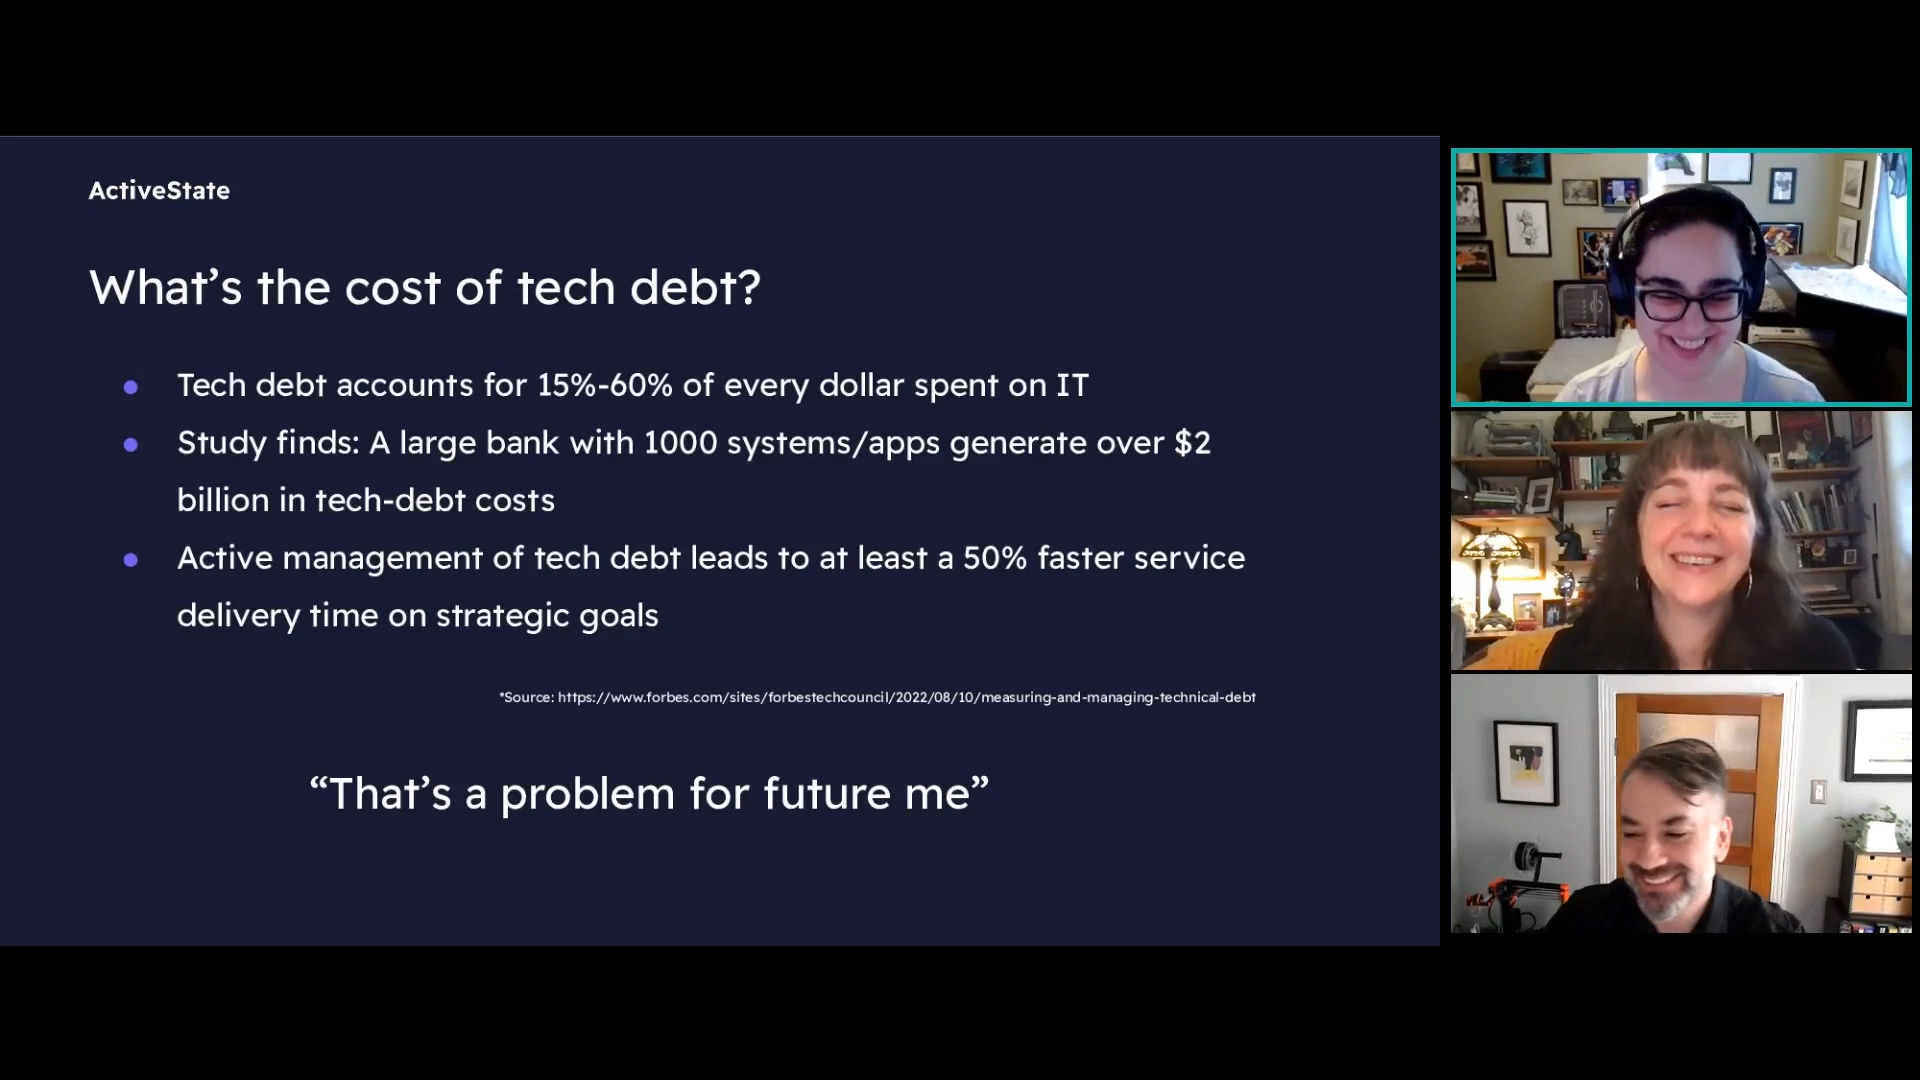 ActiveState
What’s the cost of tech debt?
● Tech debt accounts for 15%-60% of every dollar spent on IT
● Study finds: A large bank with 1000 systems/apps generate over $2
billion in tech-debt costs
● Active management of tech debt leads to at least a 50% faster service
delivery time on strategic goals
*Source: https://www.forbes.com/sites/forbestechcouncil/2022/08/10/measuring-and-managing-technical-debt
“That’s a problem for future me”